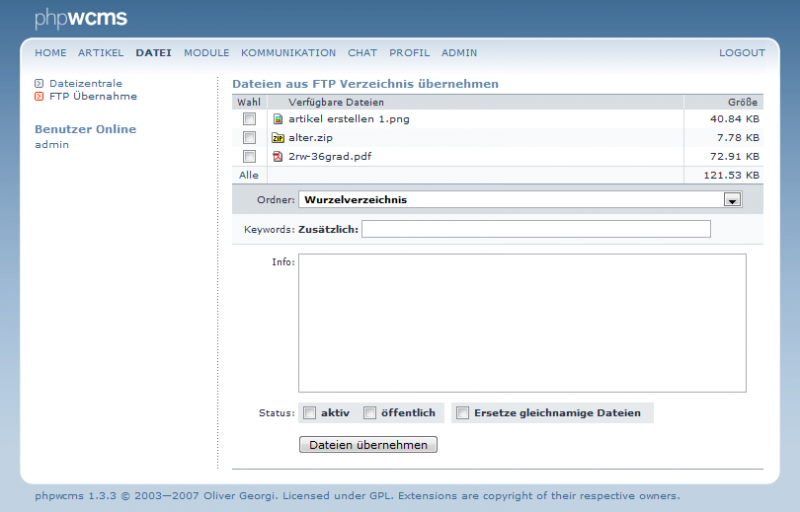 phpwcms
HOME ARTIKEL DATEI MODULE KOMMUNIKATION CHAT PROFIL ADMIN LOGOUT
Dateizentrale
FTP Übernahme
Benutzer Online
admin
Dateien aus FTP Verzeichnis übernehmen
Wahl Verfügbare Dateien Größe
artikel erstellen 1.png 40.84 KB
ZIP alter.zip 7.78 KB
2rw-36grad.pdf 72.91 KB
Alle 121.53 KB
Ordner: Wurzelverzeichnis
Keywords: Zusätzlich:
Info:
Status: aktiv öffentlich Ersetze gleichnamige Dateien
Dateien übernehmen
phpwcms 1.3.3 © 2003—2007 Oliver Georgi. Licensed under GPL. Extensions are copyright of their respective owners.